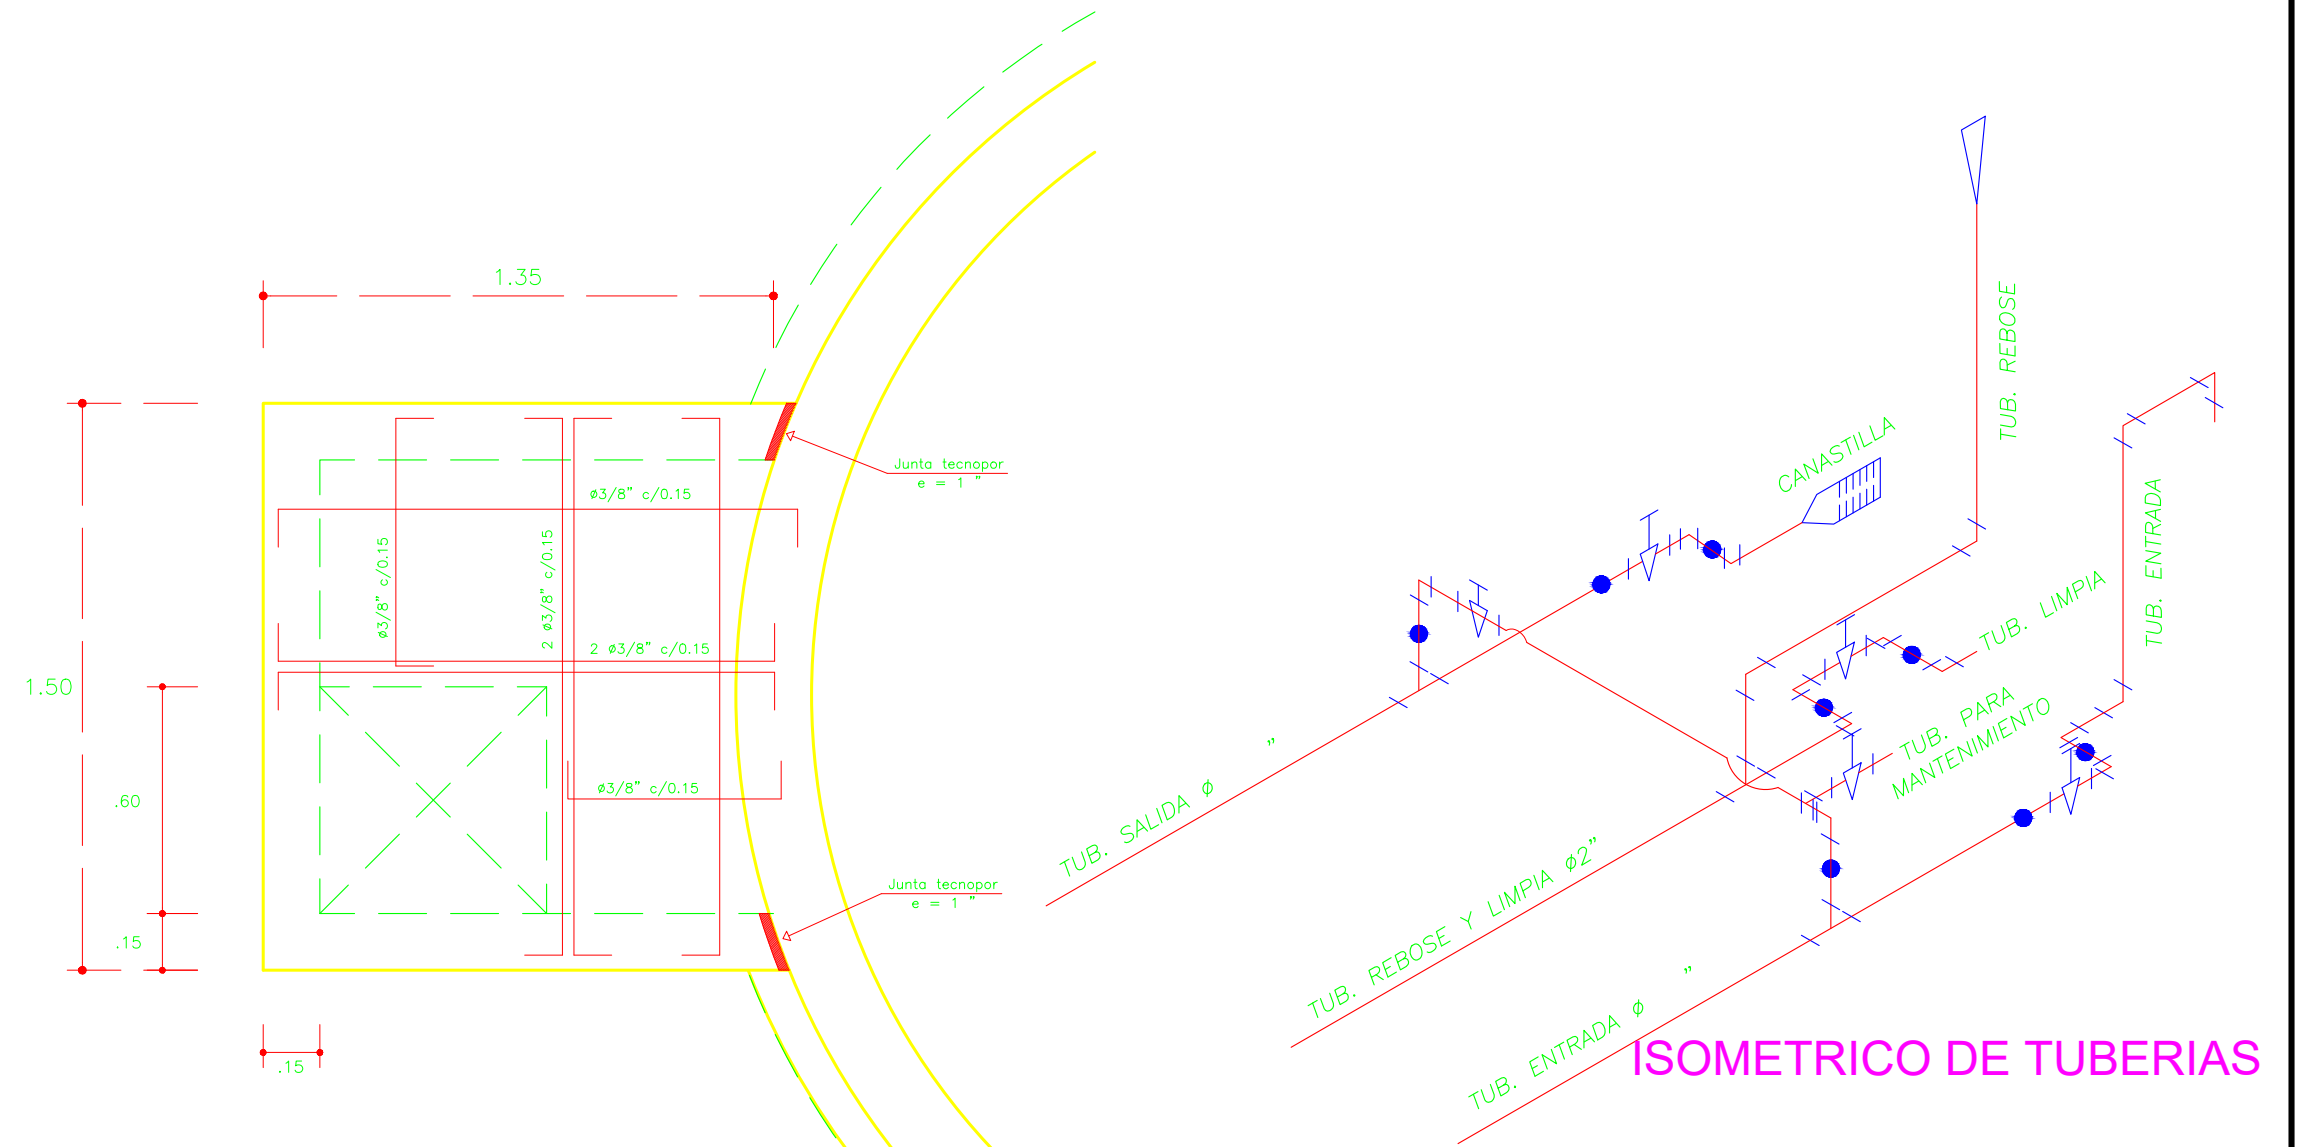 1.35
Junta tecnopor
e = 1 "
ø3/8" c/0.15
ø3/8" c/0.15
2 ø3/8" c/0.15
2 ø3/8" c/0.15
1.50
.60
ø3/8" c/0.15
Junta tecnopor
e = 1 "
.15
.15
TUB. REBOSE
CANASTILLA
TUB. ENTRADA
TUB. LIMPIA
TUB. PARA
MANTENIMIENTO
TUB. SALIDA ø "
TUB. REBOSE Y LIMPIA ø2"
TUB. ENTRADA ø "
ISOMETRICO DE TUBERIAS